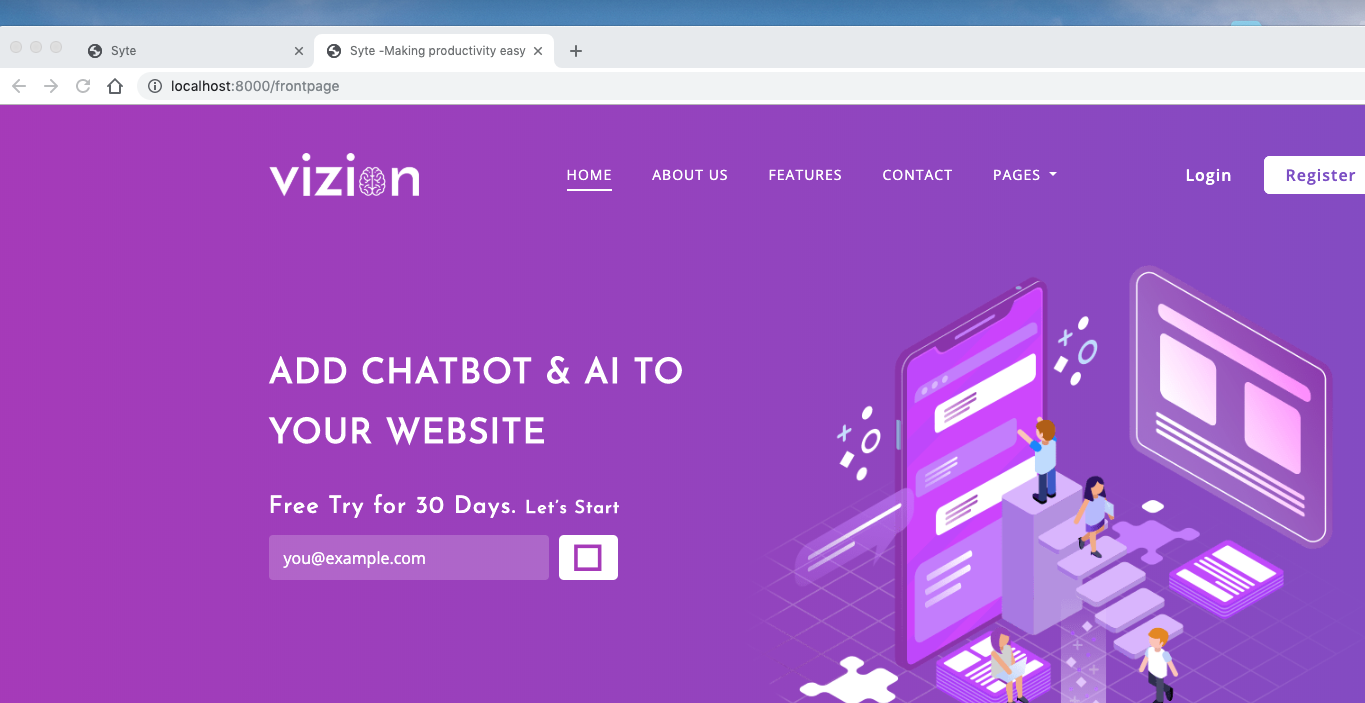 Syte
Syte -Making productivity easy
localhost:8000/frontpage
vizion
HOME
ABOUT US
FEATURES
CONTACT
PAGES
Login
Register
ADD CHATBOT & AI TO
YOUR WEBSITE
Free Try for 30 Days. Let's Start
you@example.com